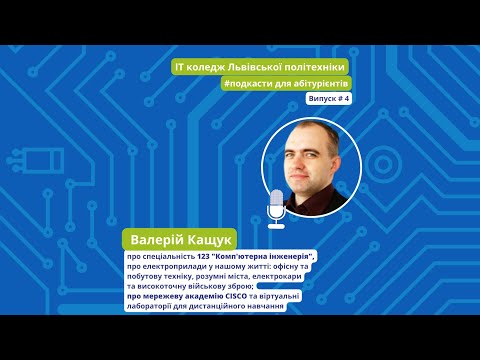 ІТ коледж Львівської політехніки
#подкасти для абітурієнтів
Випуск # 4
Валерій Кащук
про спеціальність 123 "Комп'ютерна інженерія",
про електроприлади у нашому житті: офісну та
побутову техніку, розумні міста, електрокари
та високоточну військову зброю;
про мережеву академію CISCO та віртуальні
лабораторії для дистанційного навчання